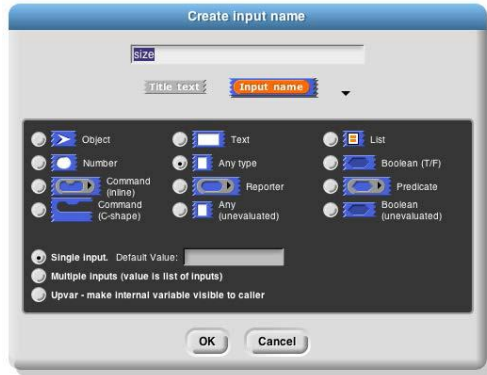 Create input name
size
Title text Input name
Object Text List
Number Any type Boolean (T/F)
Command (inline) Reporter Predicate
Command (C-shape) Any (unevaluated) Boolean (unevaluated)
Single input. Default Value:
Multiple inputs (value is list of inputs)
Upvar - make internal variable visible to caller
OK Cancel